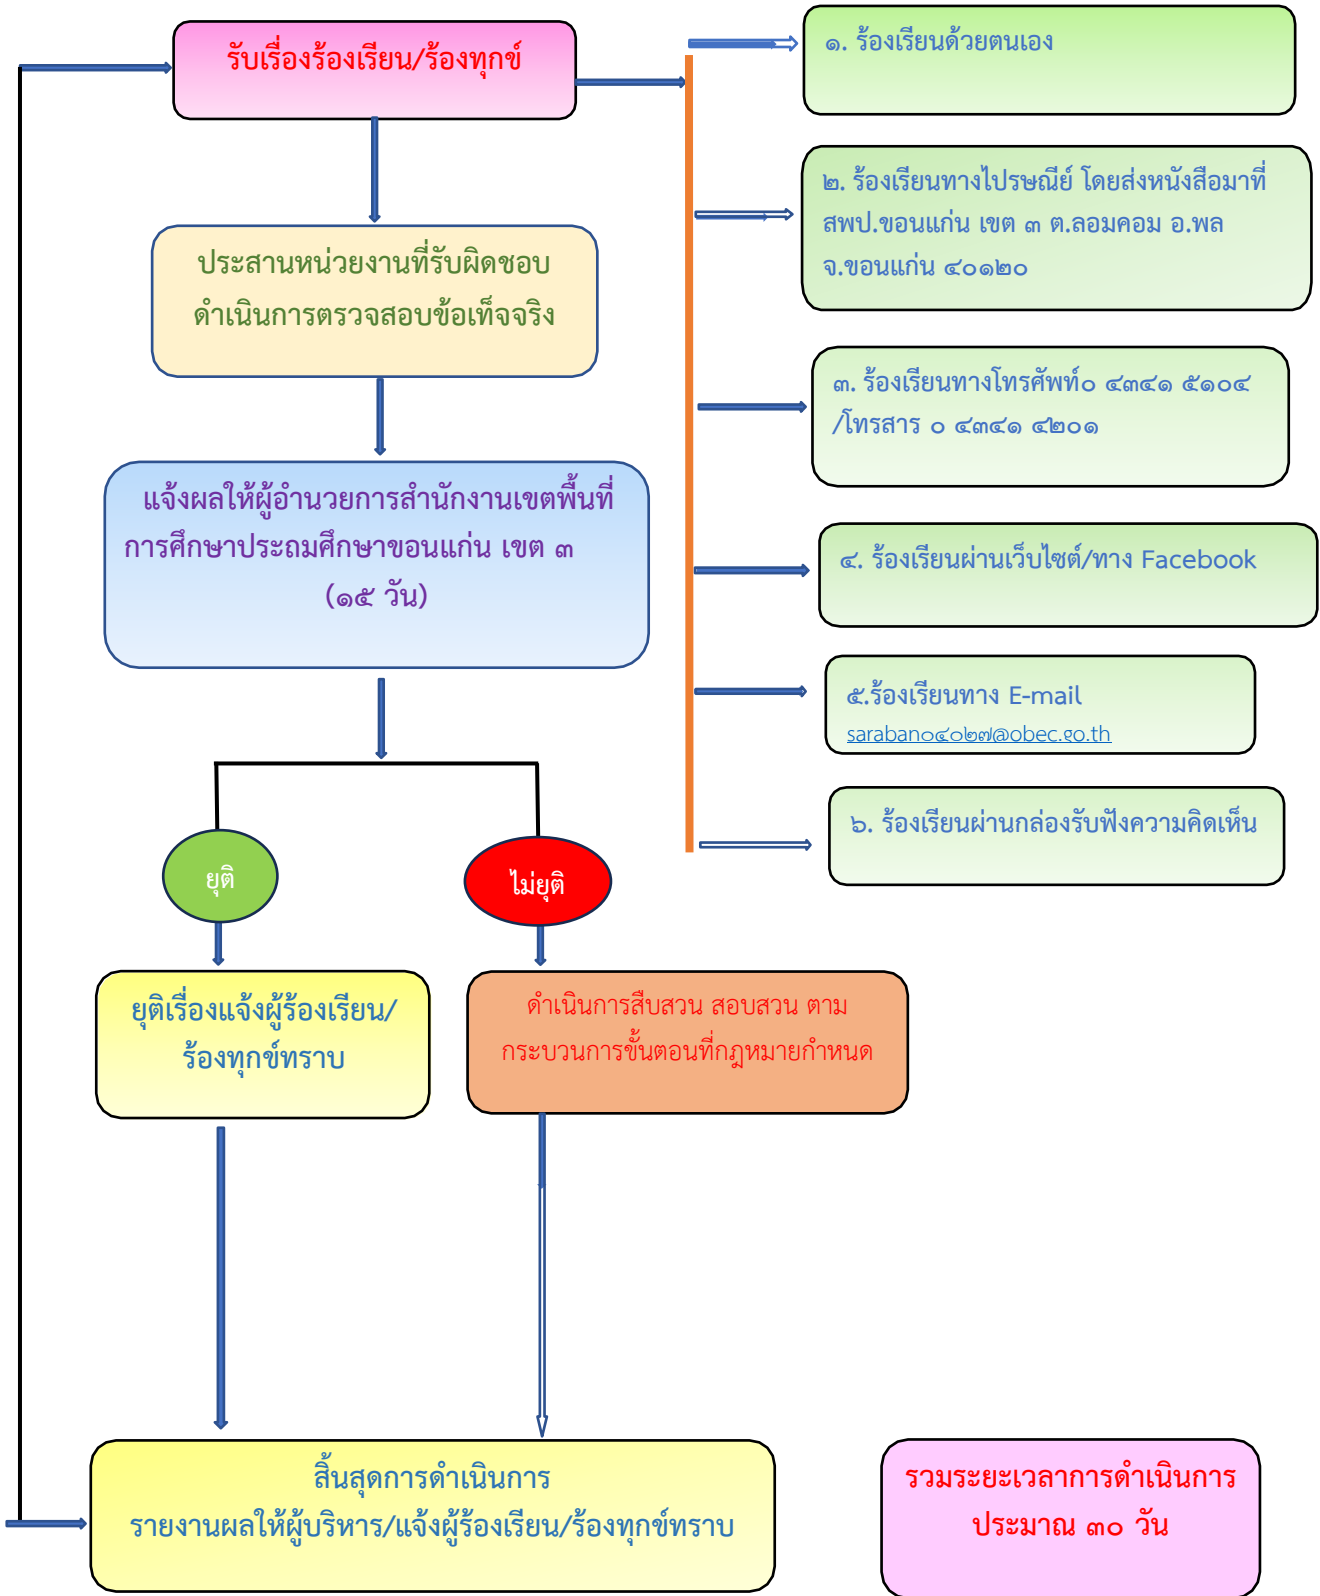 รับเรื่องร้องเรียน/ร้องทุกข์
ประสานหน่วยงานที่รับผิดชอบ
ดำเนินการตรวจสอบข้อเท็จจริง
แจ้งผลให้ผู้อำนวยการสำนักงานเขตพื้นที่
การศึกษาประถมศึกษาขอนแก่น เขต ๓
(๑๕ วัน)
ยุติ
ไม่ยุติ
ยุติเรื่องแจ้งผู้ร้องเรียน/
ร้องทุกข์ทราบ
ดำเนินการสืบสวน สอบสวน ตาม
กระบวนการขั้นตอนที่กฎหมายกำหนด
สิ้นสุดการดำเนินการ
รายงานผลให้ผู้บริหาร/แจ้งผู้ร้องเรียน/ร้องทุกข์ทราบ
๑. ร้องเรียนด้วยตนเอง
๒. ร้องเรียนทางไปรษณีย์ โดยส่งหนังสือมาที่
สพป.ขอนแก่น เขต ๓ ต.ลอมคอม อ.พล
จ.ขอนแก่น ๔๐๑๒๐
๓. ร้องเรียนทางโทรศัพท์๐ ๔๓๔๑ ๕๑๐๔
/โทรสาร ๐ ๔๓๔๑ ๔๒๐๑
๔. ร้องเรียนผ่านเว็บไซต์/ทาง Facebook
๕.ร้องเรียนทาง E-mail
saraban๐๔๐๒๗@obec.go.th
๖. ร้องเรียนผ่านกล่องรับฟังความคิดเห็น
รวมระยะเวลาการดำเนินการ
ประมาณ ๓๐ วัน